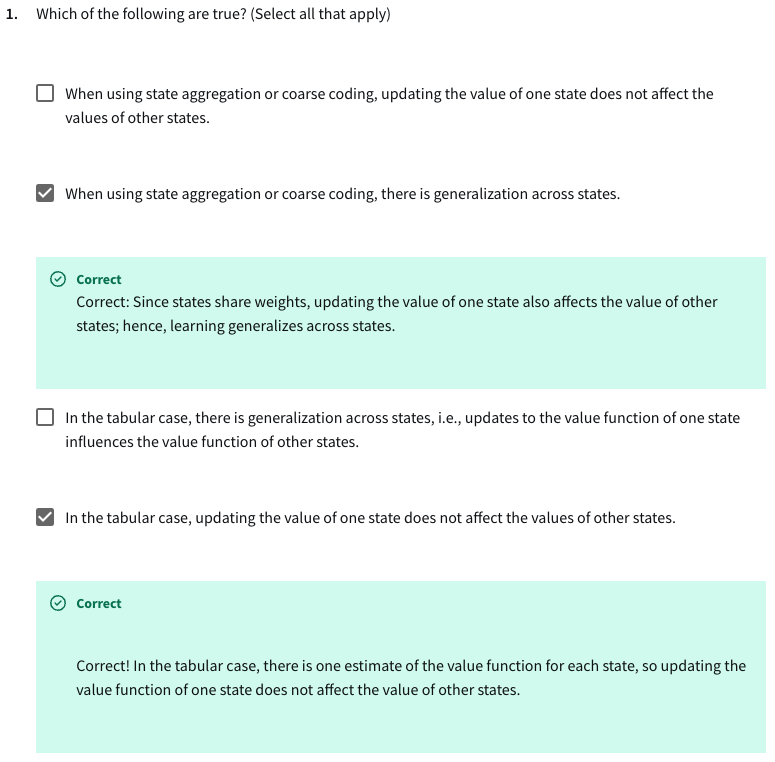 1. Which of the following are true? (Select all that apply)
When using state aggregation or coarse coding, updating the value of one state does not affect the
values of other states.
When using state aggregation or coarse coding, there is generalization across states.
Correct
Correct: Since states share weights, updating the value of one state also affects the value of other
states; hence, learning generalizes across states.
In the tabular case, there is generalization across states, i.e., updates to the value function of one state
influences the value function of other states.
In the tabular case, updating the value of one state does not affect the values of other states.
Correct
Correct! In the tabular case, there is one estimate of the value function for each state, so updating the
value function of one state does not affect the value of other states.